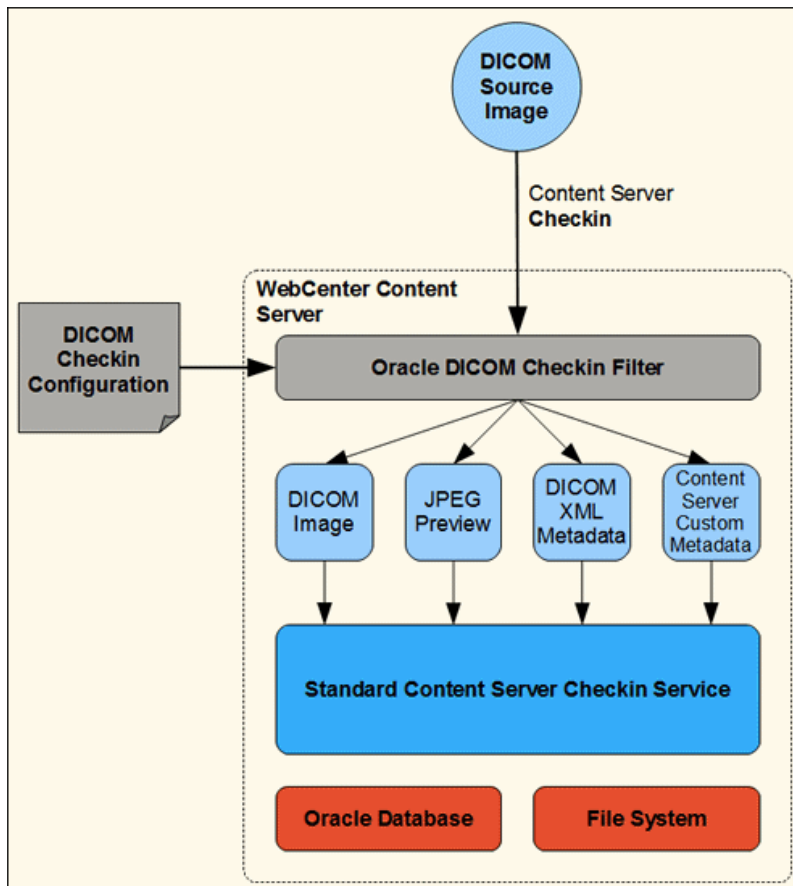 DICOM
Source
Image
Content Server
Checkin
WebCenter Content
Server
DICOM
Checkin
Configuration
Oracle DICOM Checkin Filter
DICOM
Image
JPEG
Preview
DICOM
XML
Metadata
Content
Server
Custom
Metadata
Standard Content Server Checkin Service
Oracle Database
File System